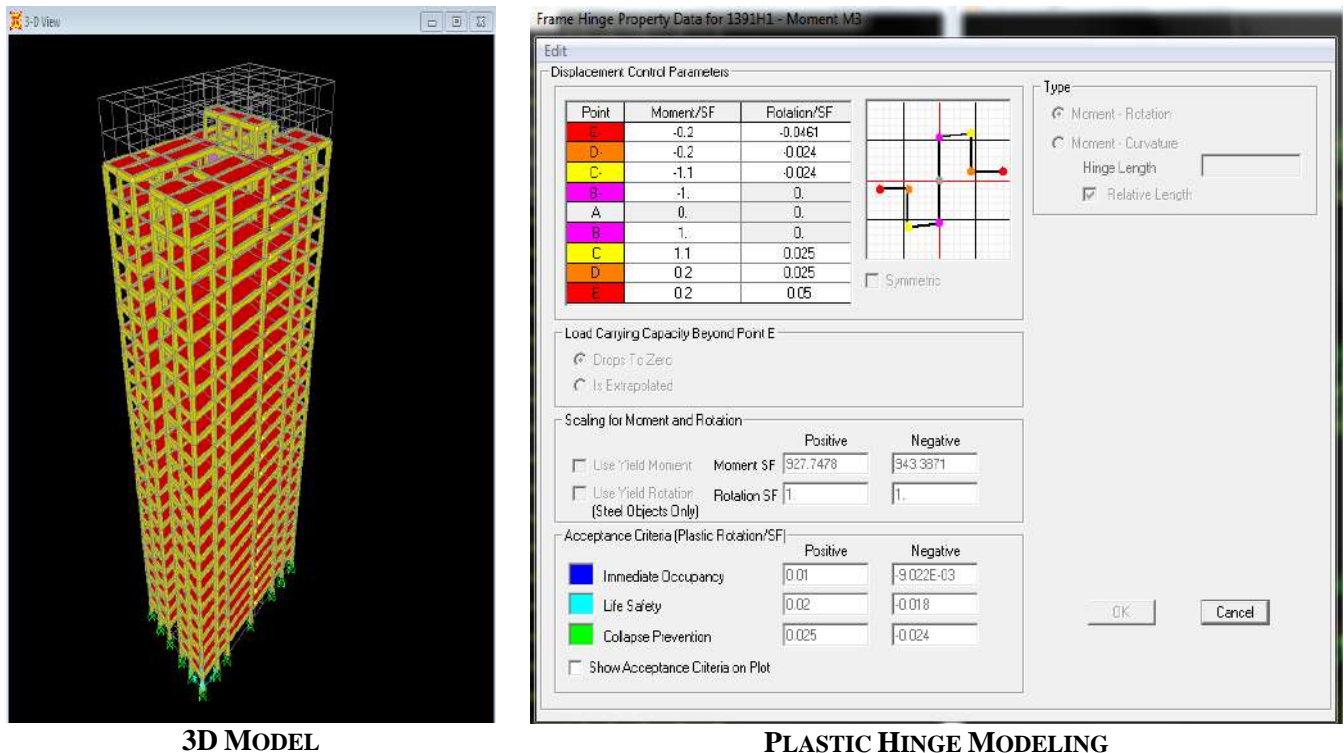 3-D View
Frame Hinge Property Data for 1391H1 - Moment M3
Edit
Displacement Control Parameters
Point Moment/SF Rotation/SF
E- -0.2 -0.0461
D- -0.2 -0.024
C- -1.1 -0.024
B- -1. 0.
A 0. 0.
B 1. 0.
C 1.1 0.025
D 0.2 0.025
E 0.2 0.05
Symmetric
Type
Moment - Rotation
Moment - Curvature
Hinge Length
Relative Length
Load Carrying Capacity Beyond Point E
Drops To Zero
Is Extrapolated
Scaling for Moment and Rotation
Positive Negative
Use Yield Moment Moment SF 927.7478 943.3871
Use Yield Rotation Rotation SF 1. 1.
(Steel Objects Only)
Acceptance Criteria (Plastic Rotation/SF)
Positive Negative
Immediate Occupancy 0.01 -9.022E-03
Life Safety 0.02 -0.018
Collapse Prevention 0.025 -0.024
Show Acceptance Criteria on Plot
OK Cancel
3D MODEL
PLASTIC HINGE MODELING